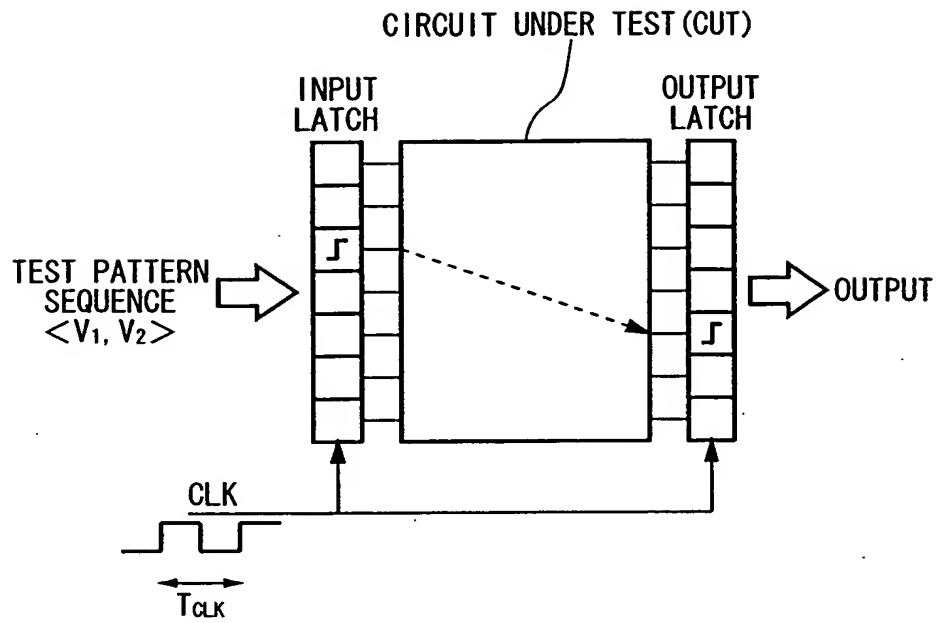 CIRCUIT UNDER TEST (CUT)
INPUT
LATCH
OUTPUT
LATCH
TEST PATTERN
SEQUENCE
<V1, V2>
OUTPUT
CLK
TCLK